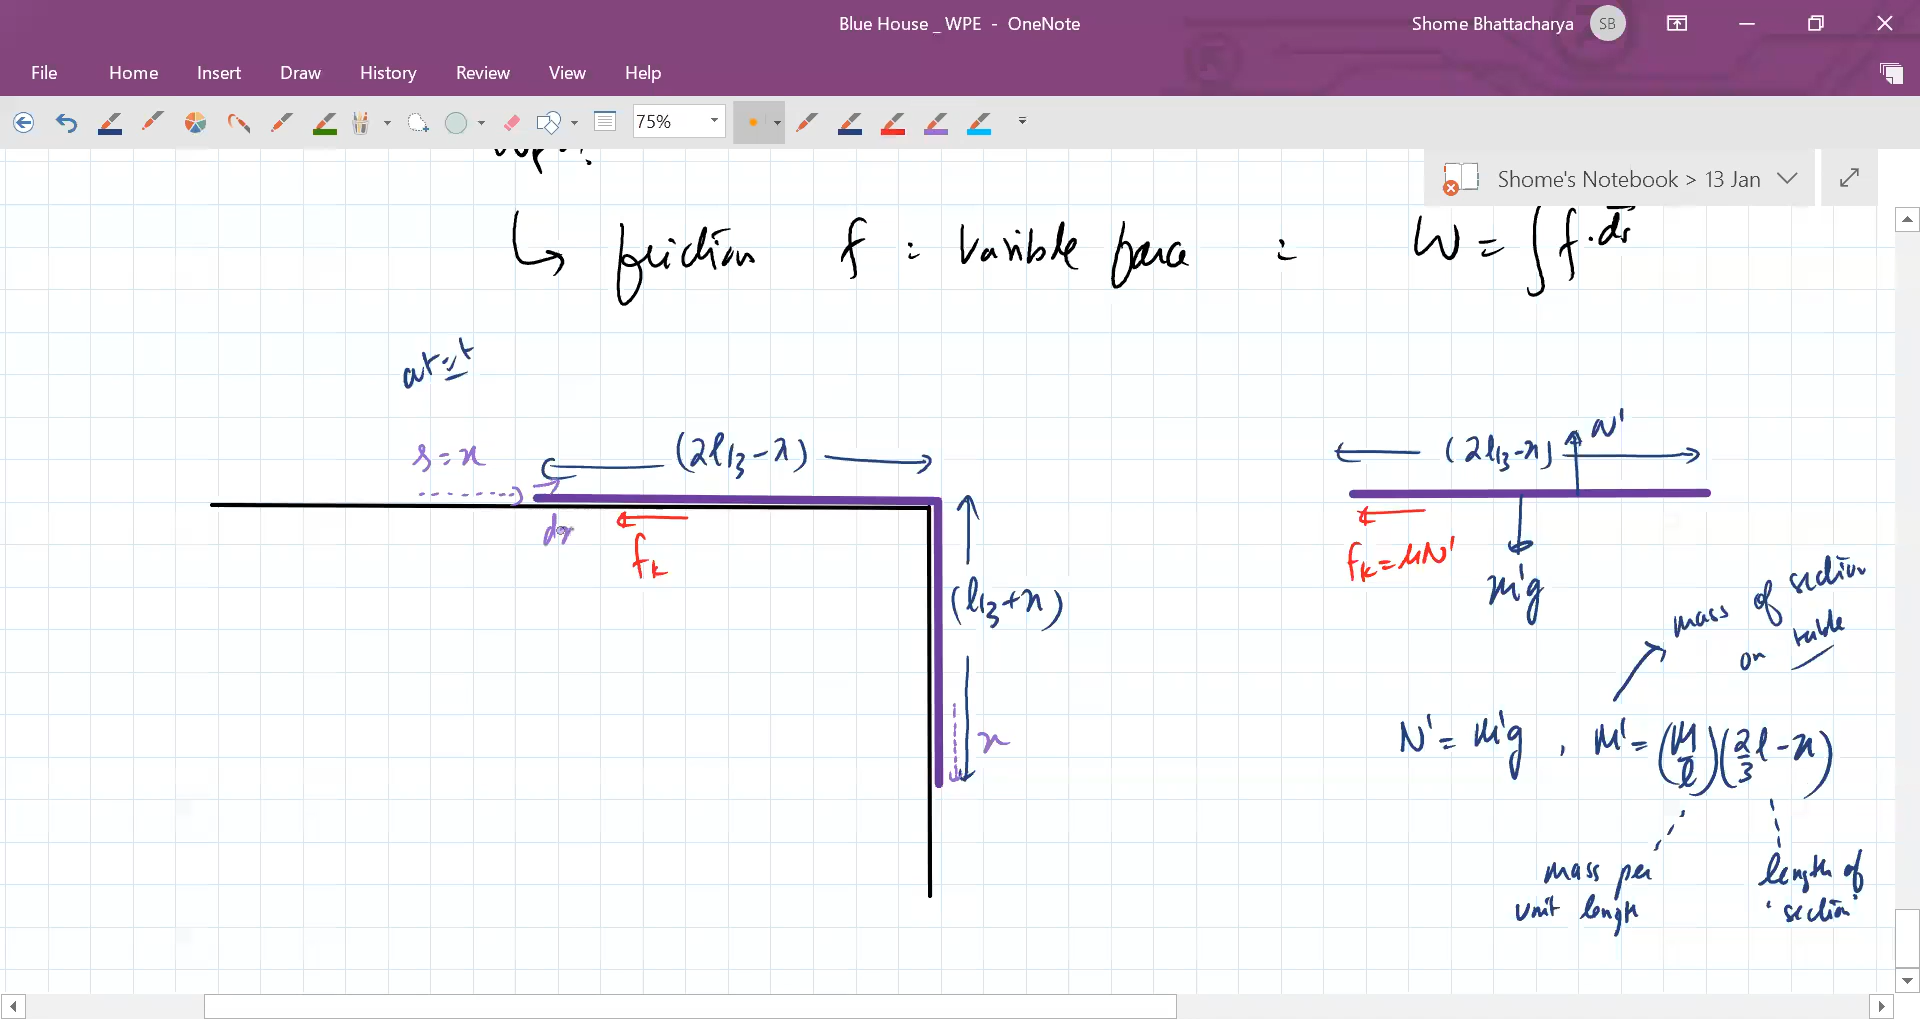 Blue House _ WPE - OneNote
Shome Bhattacharya SB
File Home Insert Draw History Review View Help
75%
Shome's Notebook > 13 Jan
friction f : varible force : W = ∫ f · ds
at = t
s = x
(2l/3 - x)
dx
fk
(l/3 + x)
x
(2l/3 - x) N'
fk = μN'
m'g
mass of section
on table
N' = m'g , M' = (M/l)(2/3 l - x)
mass per
unit length
length of
'section'